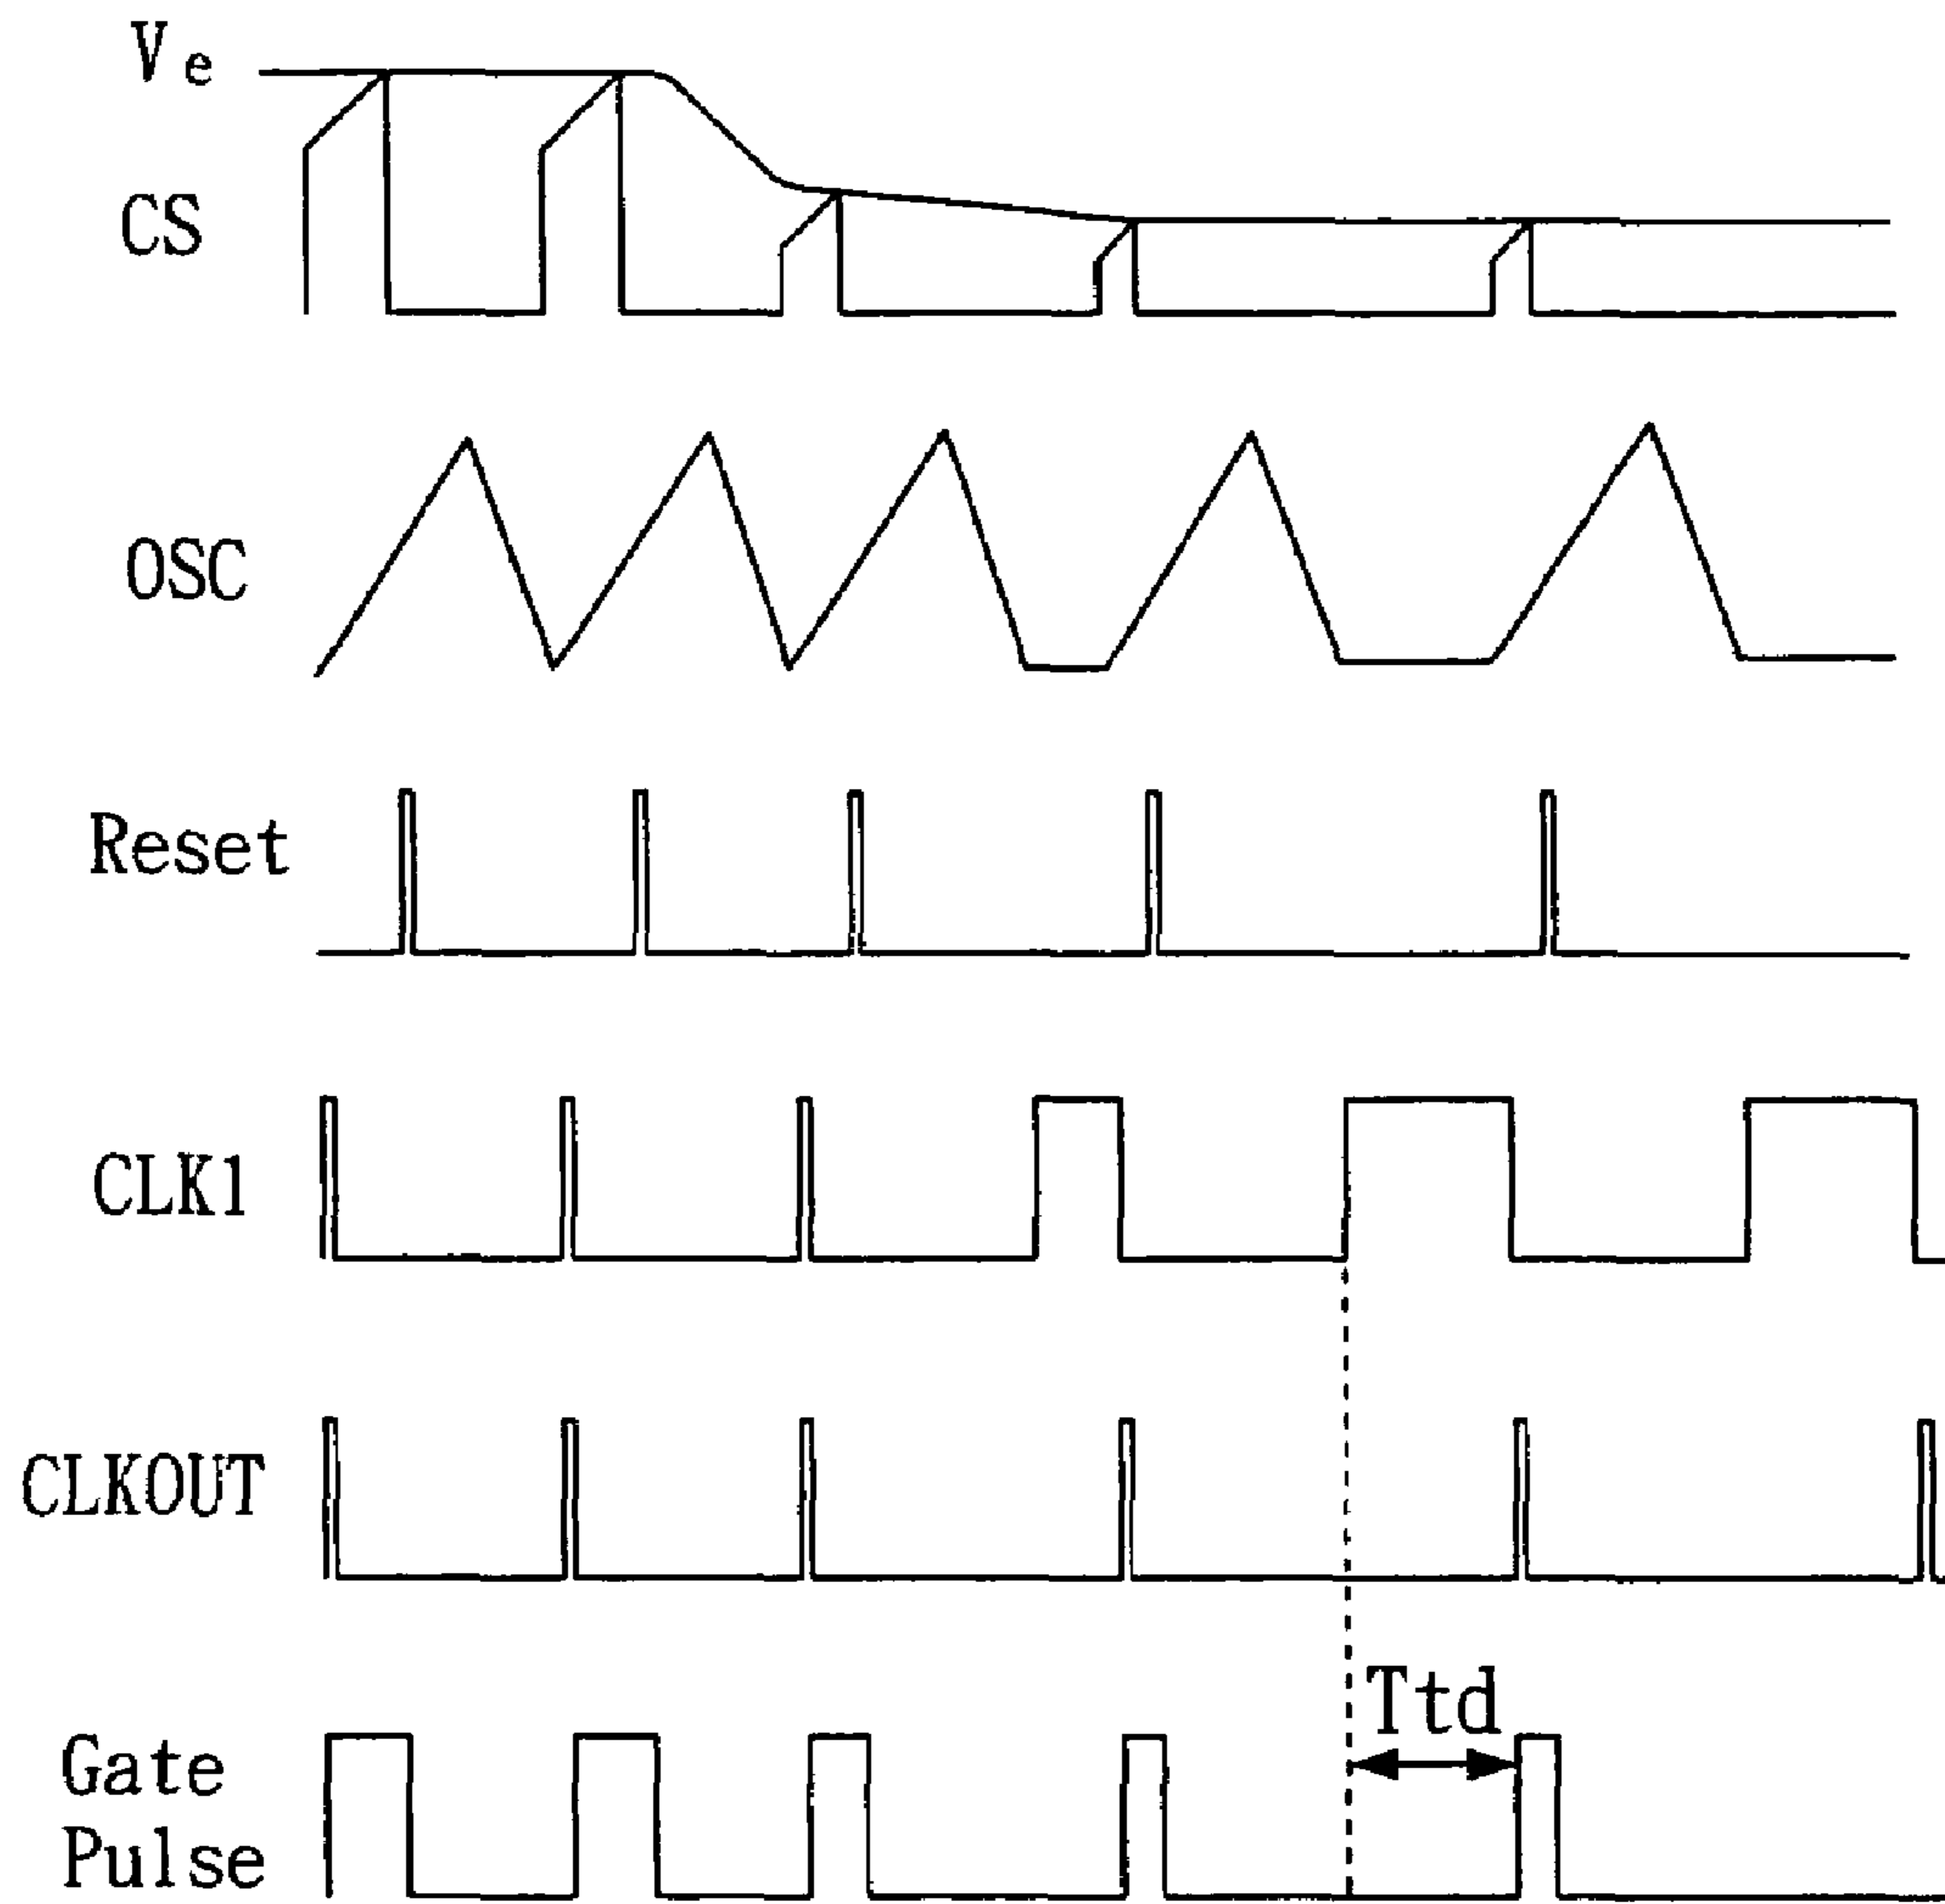 Ve
CS
OSC
Reset
CLK1
CLKOUT
Ttd
Gate
Pulse